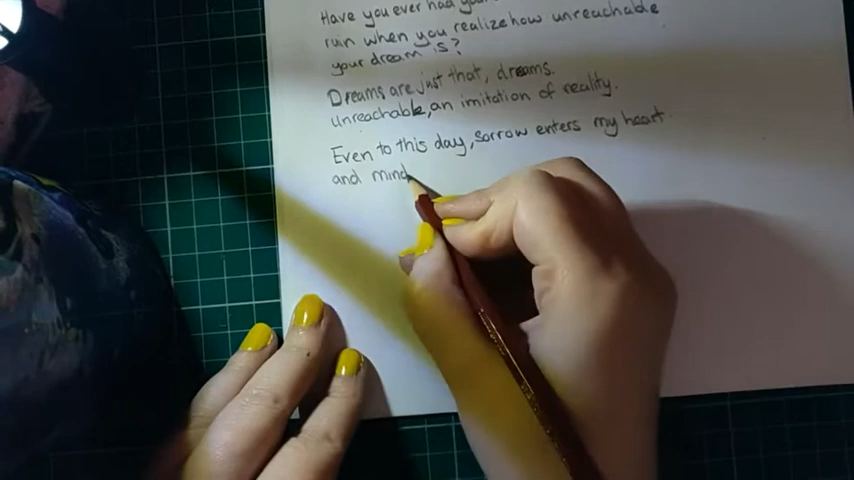 Have you ever had your
ruin when you realize how unreachable
your dream is?
Dreams are just that, dreams.
Unreachable, an imitation of reality.
Even to this day, sorrow enters my heart
and mind